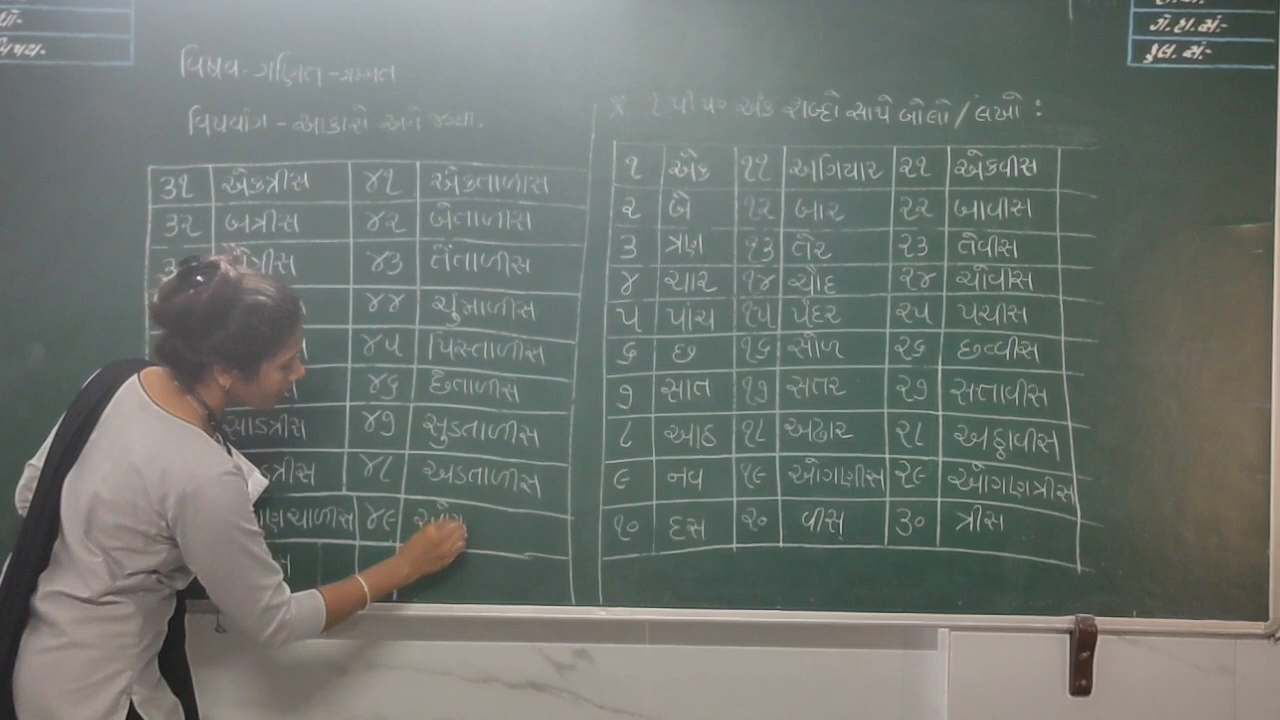 વિષય-
વિષય - ગણિત - ગમ્મત
વિષયાંગ - આકારો અને જગ્યા.
૩૧ એકત્રીસ ૪૧ એકતાળીસ
૩૨ બત્રીસ ૪૨ બેતાળીસ
૪૩ તેંતાળીસ
૪૪ ચુંમાળીસ
૪૫ પિસ્તાળીસ
૪૬ છેંતાળીસ
સાડત્રીસ ૪૭ સુડતાળીસ
૪૮ અડતાળીસ
૪૯
ગે.હા.સં.-
કુલ. સં.-
* ૧ થી ૫૦ અંક શબ્દો સાથે બોલો/લખો :
૧ એક ૧૧ અગિયાર ૨૧ એકવીસ
૨ બે ૧૨ બાર ૨૨ બાવીસ
૩ ત્રણ ૧૩ તેર ૨૩ તેવીસ
૪ ચાર ૧૪ ચૌદ ૨૪ ચોવીસ
૫ પાંચ ૧૫ પંદર ૨૫ પચીસ
૬ છ ૧૬ સોળ ૨૬ છવ્વીસ
૭ સાત ૧૭ સતર ૨૭ સતાવીસ
૮ આઠ ૧૮ અઢાર ૨૮ અઠ્ઠાવીસ
૯ નવ ૧૯ ઓગણીસ ૨૯ ઓગણત્રીસ
૧૦ દસ ૨૦ વીસ ૩૦ ત્રીસ